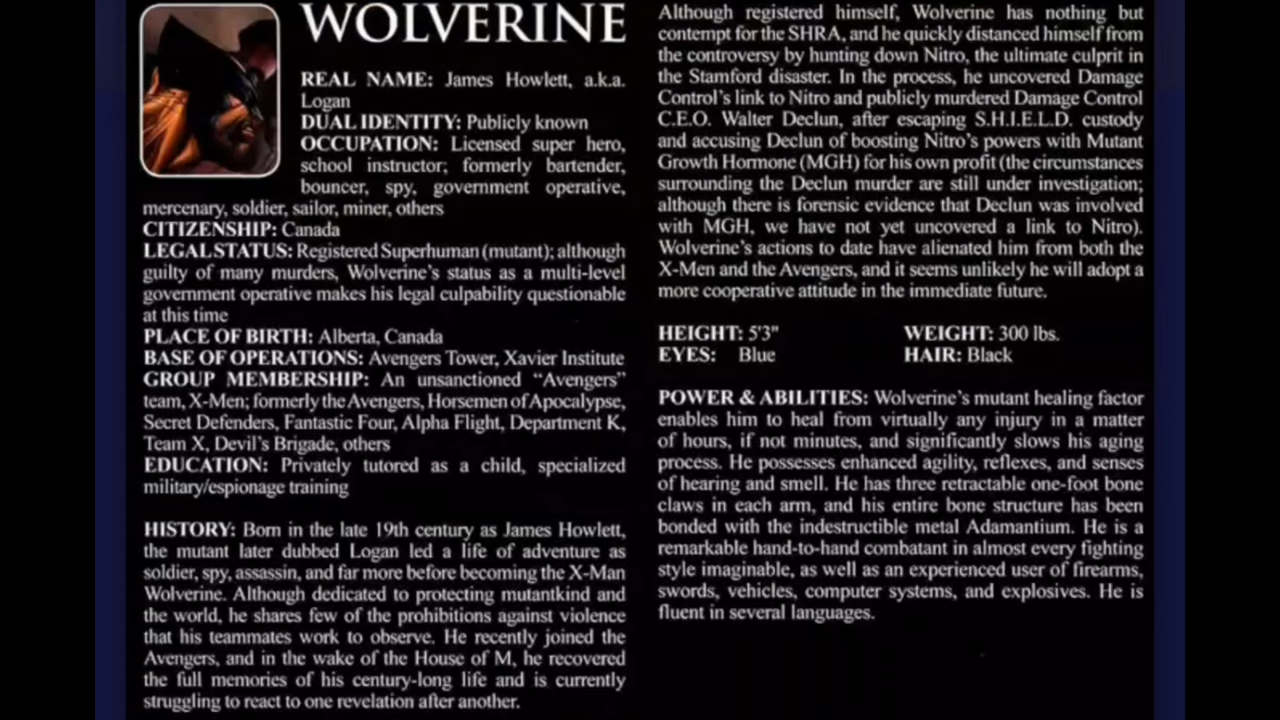 WOLVERINE
REAL NAME: James Howlett, a.k.a.
Logan
DUAL IDENTITY: Publicly known
OCCUPATION: Licensed super hero,
school instructor; formerly bartender,
bouncer, spy, government operative,
mercenary, soldier, sailor, miner, others
CITIZENSHIP: Canada
LEGAL STATUS: Registered Superhuman (mutant); although
guilty of many murders, Wolverine's status as a multi-level
government operative makes his legal culpability questionable
at this time
PLACE OF BIRTH: Alberta, Canada
BASE OF OPERATIONS: Avengers Tower, Xavier Institute
GROUP MEMBERSHIP: An unsanctioned "Avengers"
team, X-Men; formerly the Avengers, Horsemen of Apocalypse,
Secret Defenders, Fantastic Four, Alpha Flight, Department K,
Team X, Devil's Brigade, others
EDUCATION: Privately tutored as a child, specialized
military/espionage training
HISTORY: Born in the late 19th century as James Howlett,
the mutant later dubbed Logan led a life of adventure as
soldier, spy, assassin, and far more before becoming the X-Man
Wolverine. Although dedicated to protecting mutantkind and
the world, he shares few of the prohibitions against violence
that his teammates work to observe. He recently joined the
Avengers, and in the wake of the House of M, he recovered
the full memories of his century-long life and is currently
struggling to react to one revelation after another.
Although registered himself, Wolverine has nothing but
contempt for the SHRA, and he quickly distanced himself from
the controversy by hunting down Nitro, the ultimate culprit in
the Stamford disaster. In the process, he uncovered Damage
Control's link to Nitro and publicly murdered Damage Control
C.E.O. Walter Declun, after escaping S.H.I.E.L.D. custody
and accusing Declun of boosting Nitro's powers with Mutant
Growth Hormone (MGH) for his own profit (the circumstances
surrounding the Declun murder are still under investigation;
although there is forensic evidence that Declun was involved
with MGH, we have not yet uncovered a link to Nitro).
Wolverine's actions to date have alienated him from both the
X-Men and the Avengers, and it seems unlikely he will adopt a
more cooperative attitude in the immediate future.
HEIGHT: 5'3" WEIGHT: 300 lbs.
EYES: Blue HAIR: Black
POWER & ABILITIES: Wolverine's mutant healing factor
enables him to heal from virtually any injury in a matter
of hours, if not minutes, and significantly slows his aging
process. He possesses enhanced agility, reflexes, and senses
of hearing and smell. He has three retractable one-foot bone
claws in each arm, and his entire bone structure has been
bonded with the indestructible metal Adamantium. He is a
remarkable hand-to-hand combatant in almost every fighting
style imaginable, as well as an experienced user of firearms,
swords, vehicles, computer systems, and explosives. He is
fluent in several languages.